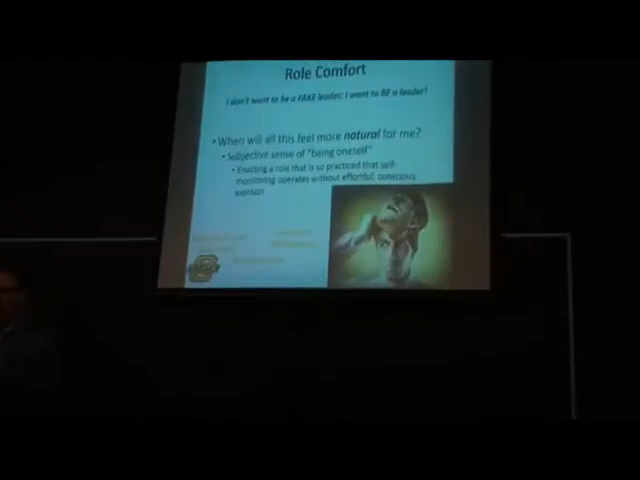 Role Comfort
I don't want to be a FAKE leader; I want to BE a leader!
• When will all this feel more natural for me?
• Subjective sense of "being oneself"
• Enacting a role that is so practiced that self-
monitoring operates without effortful, conscious
exertion